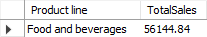 Product line TotalSales
Food and beverages 56144.84